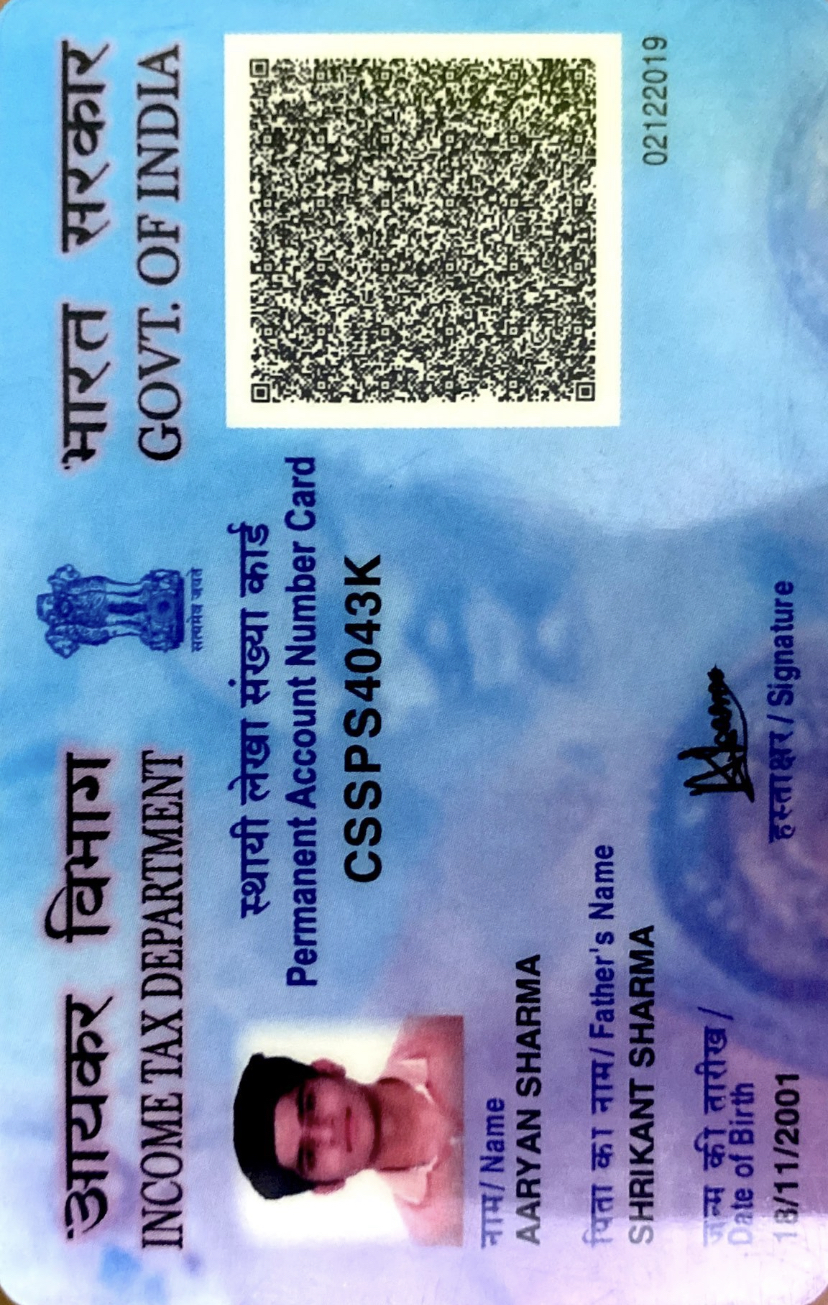 आयकर विभाग
INCOME TAX DEPARTMENT
सत्यमेव जयते
भारत सरकार
GOVT. OF INDIA
स्थायी लेखा संख्या कार्ड
Permanent Account Number Card
CSSPS4043K
नाम / Name
AARYAN SHARMA
पिता का नाम / Father's Name
SHRIKANT SHARMA
जन्म की तारीख /
Date of Birth
18/11/2001
हस्ताक्षर / Signature
02122019